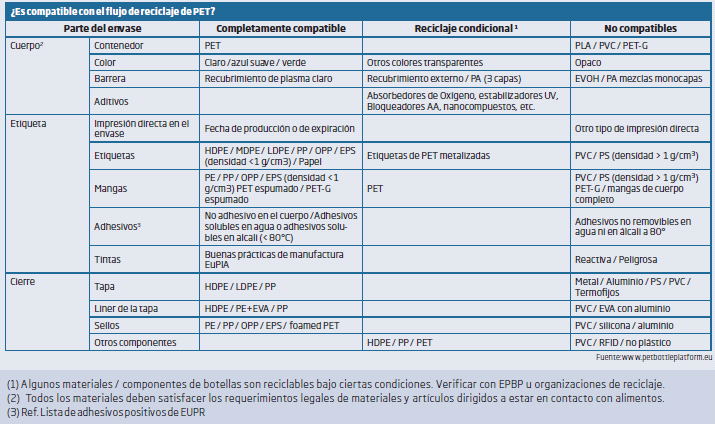 ¿Es compatible con el flujo de reciclaje de PET?
Parte del envase Completamente compatible Reciclaje condicional ¹ No compatibles
Cuerpo² Contenedor PET PLA / PVC / PET-G
Color Claro /azul suave / verde Otros colores transparentes Opaco
Barrera Recubrimiento de plasma claro Recubrimiento externo / PA (3 capas) EVOH / PA mezclas monocapas
Aditivos Absorbedores de Oxígeno, estabilizadores UV,
Bloqueadores AA, nanocompuestos, etc.
Etiqueta Impresión directa en el
envase Fecha de producción o de expiración Otro tipo de impresión directa
Etiquetas HDPE / MDPE / LDPE / PP / OPP / EPS
(densidad <1 g/cm3) / Papel Etiquetas de PET metalizadas PVC / PS (densidad > 1 g/cm³)
Mangas PE / PP / OPP / EPS (densidad <1
g/cm3) PET espumado / PET-G
espumado PET PVC / PS (densidad > 1 g/cm³)
PET-G / mangas de cuerpo
completo
Adhesivos³ No adhesivo en el cuerpo /Adhesivos
solubles en agua o adhesivos solu-
bles en alcali (< 80°C) Adhesivos no removibles en
agua ni en álcali a 80°
Tintas Buenas prácticas de manufactura
EuPIA Reactiva / Peligrosa
Cierre Tapa HDPE / LDPE / PP Metal / Aluminio / PS / PVC /
Termofijos
Liner de la tapa HDPE / PE+EVA / PP PVC / EVA con aluminio
Sellos PE / PP / OPP / EPS / foamed PET PVC / silicona / aluminio
Otros componentes HDPE / PP / PET PVC / RFID / no plástico
Fuente:www.petbottleplatform.eu
(1) Algunos materiales / componentes de botellas son reciclables bajo ciertas condiciones. Verificar con EPBP u organizaciones de reciclaje.
(2) Todos los materiales deben satisfacer los requerimientos legales de materiales y artículos dirigidos a estar en contacto con alimentos.
(3) Ref. Lista de adhesivos positivos de EUPR